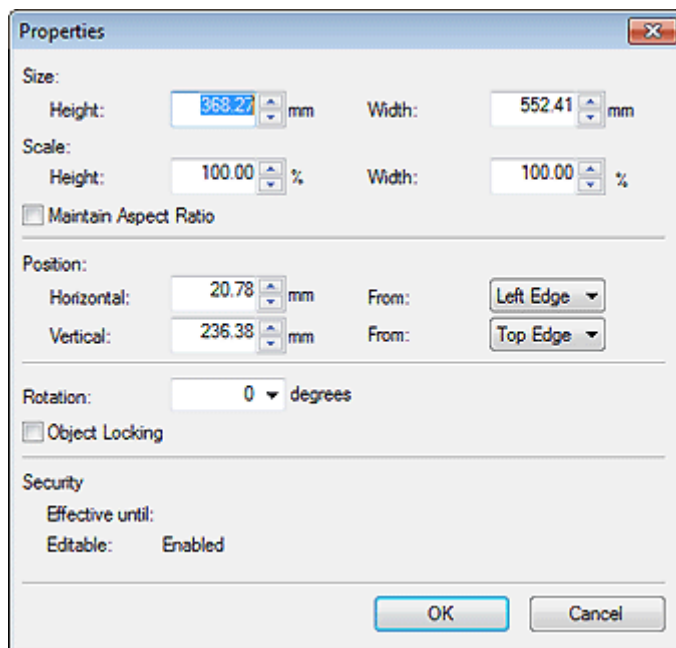 Properties
Size:
Height: 368.27 mm Width: 552.41 mm
Scale:
Height: 100.00 % Width: 100.00 %
Maintain Aspect Ratio
Position:
Horizontal: 20.78 mm From: Left Edge
Vertical: 236.38 mm From: Top Edge
Rotation: 0 degrees
Object Locking
Security
Effective until:
Editable: Enabled
OK Cancel